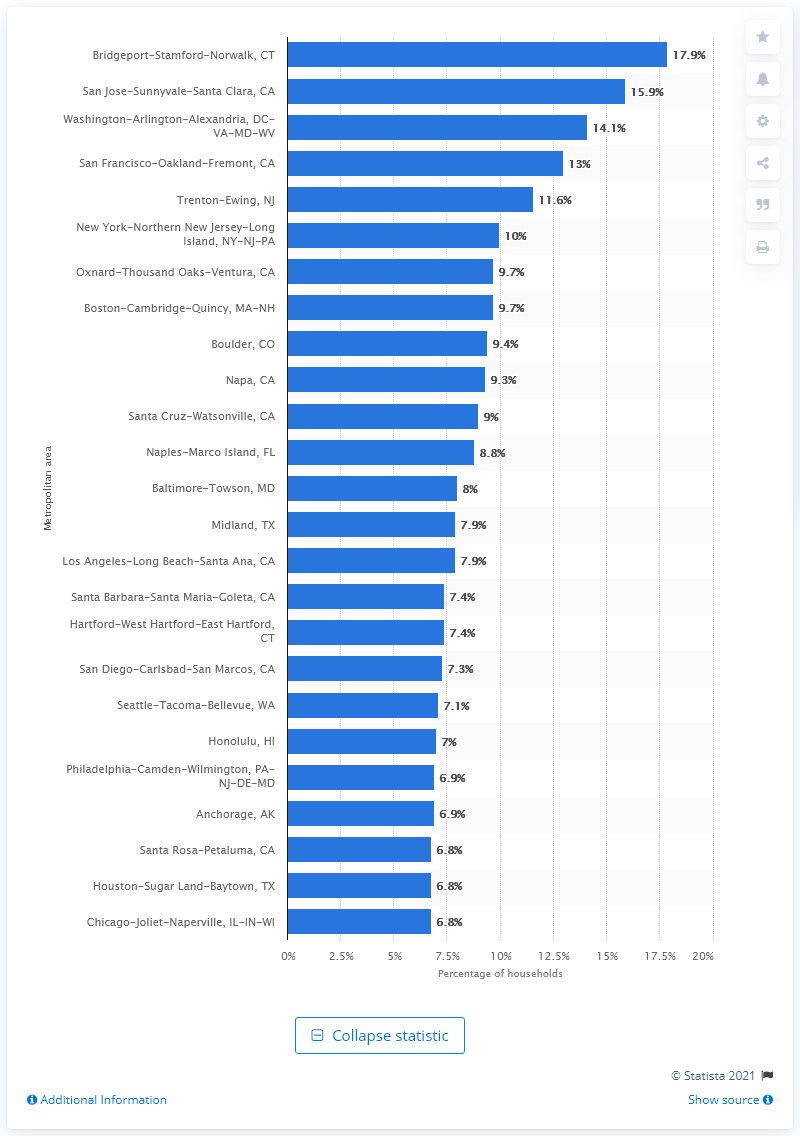 Bridgeport-Stamford-Norwalk, CT 17.9%
San Jose-Sunnyvale-Santa Clara, CA 15.9%
Washington-Arlington-Alexandria, DC-
VA-MD-WV 14.1%
San Francisco-Oakland-Fremont, CA 13%
Trenton-Ewing, NJ 11.6%
New York-Northern New Jersey-Long
Island, NY-NJ-PA 10%
Oxnard-Thousand Oaks-Ventura, CA 9.7%
Boston-Cambridge-Quincy, MA-NH 9.7%
Boulder, CO 9.4%
Napa, CA 9.3%
Santa Cruz-Watsonville, CA 9%
Naples-Marco Island, FL 8.8%
Baltimore-Towson, MD 8%
Midland, TX 7.9%
Los Angeles-Long Beach-Santa Ana, CA 7.9%
Santa Barbara-Santa Maria-Goleta, CA 7.4%
Hartford-West Hartford-East Hartford,
CT 7.4%
San Diego-Carlsbad-San Marcos, CA 7.3%
Seattle-Tacoma-Bellevue, WA 7.1%
Honolulu, HI 7%
Philadelphia-Camden-Wilmington, PA-
NJ-DE-MD 6.9%
Anchorage, AK 6.9%
Santa Rosa-Petaluma, CA 6.8%
Houston-Sugar Land-Baytown, TX 6.8%
Chicago-Joliet-Naperville, IL-IN-WI 6.8%
Metropolitan area
0% 2.5% 5% 7.5% 10% 12.5% 15% 17.5% 20%
Percentage of households
Collapse statistic
© Statista 2021
Additional Information
Show source